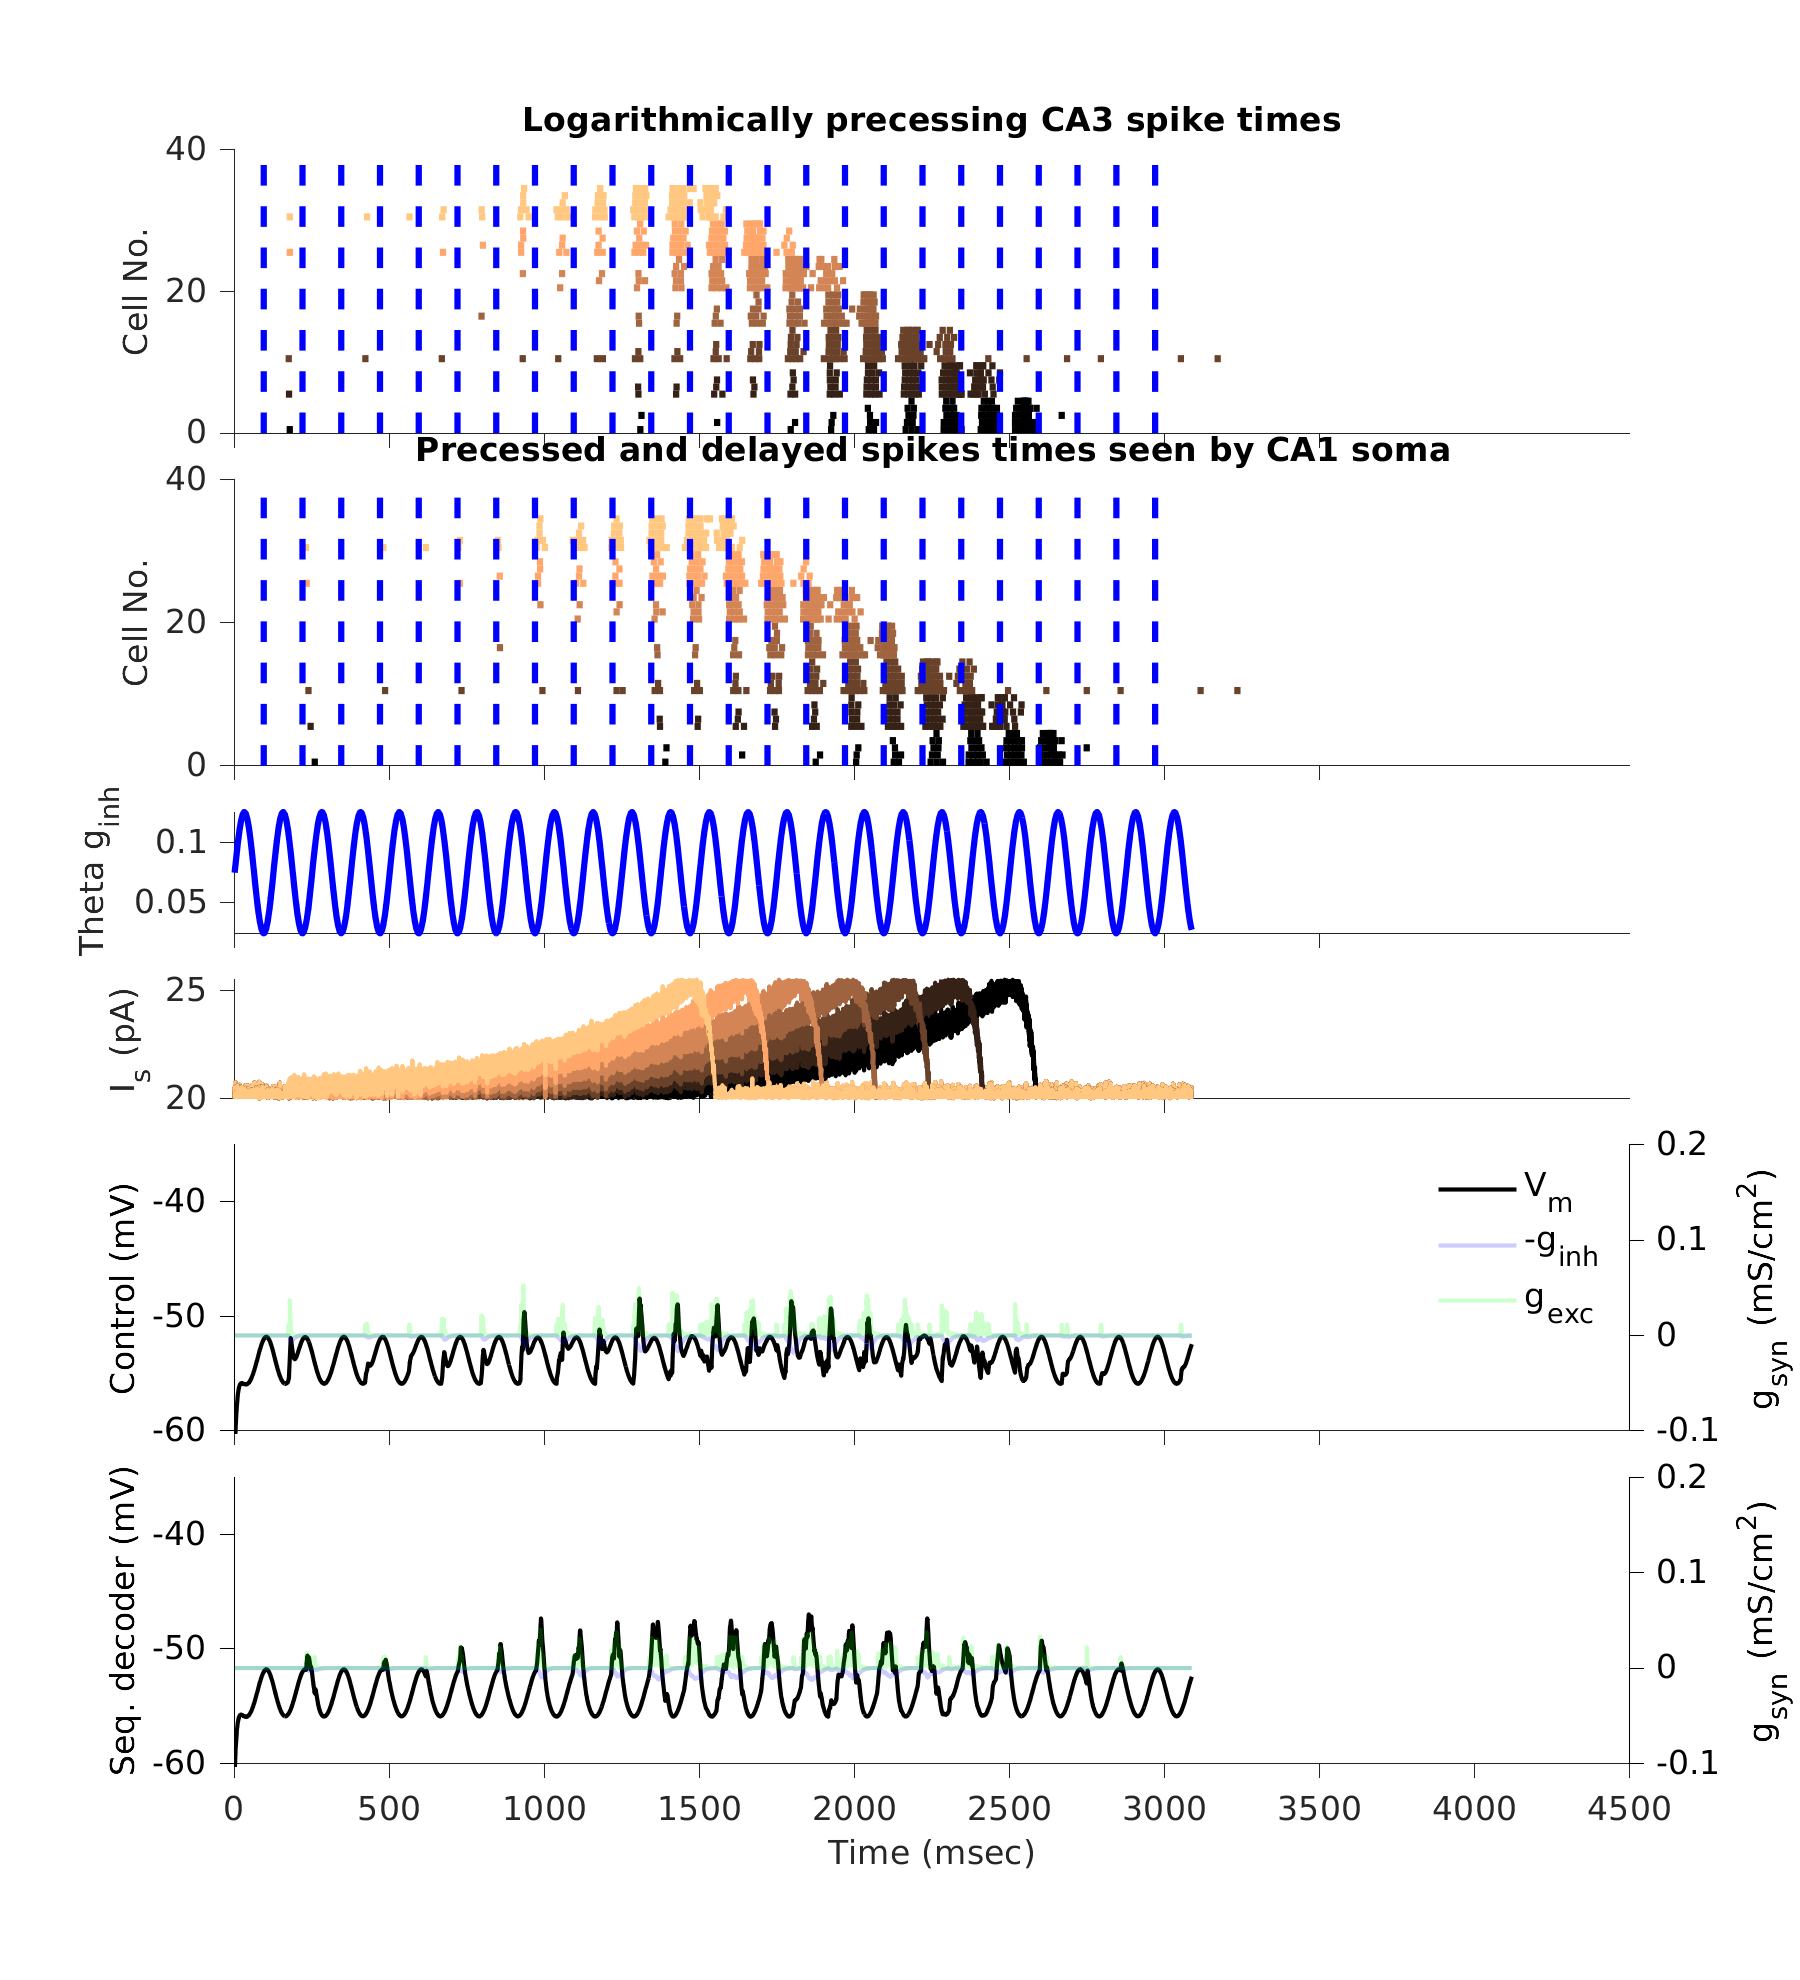 Logarithmically precessing CA3 spike times
40
20
0
Cell No.
Precessed and delayed spikes times seen by CA1 soma
40
20
0
Cell No.
0.1
0.05
Theta g_inh
25
20
I_s (pA)
-40
-50
-60
Control (mV)
V_m
-g_inh
g_exc
0.2
0.1
0
-0.1
g_syn (mS/cm^2)
-40
-50
-60
Seq. decoder (mV)
0.2
0.1
0
-0.1
g_syn (mS/cm^2)
0 500 1000 1500 2000 2500 3000 3500 4000 4500
Time (msec)